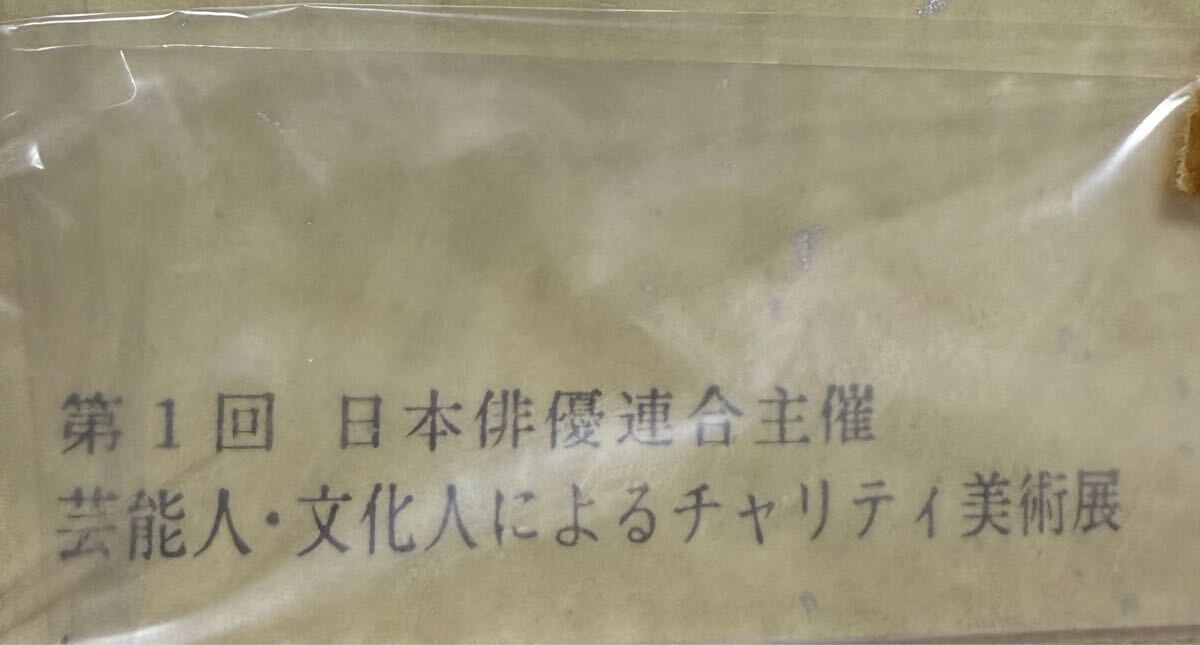 第1回 日本俳優連合主催
芸能人・文化人によるチャリティ美術展